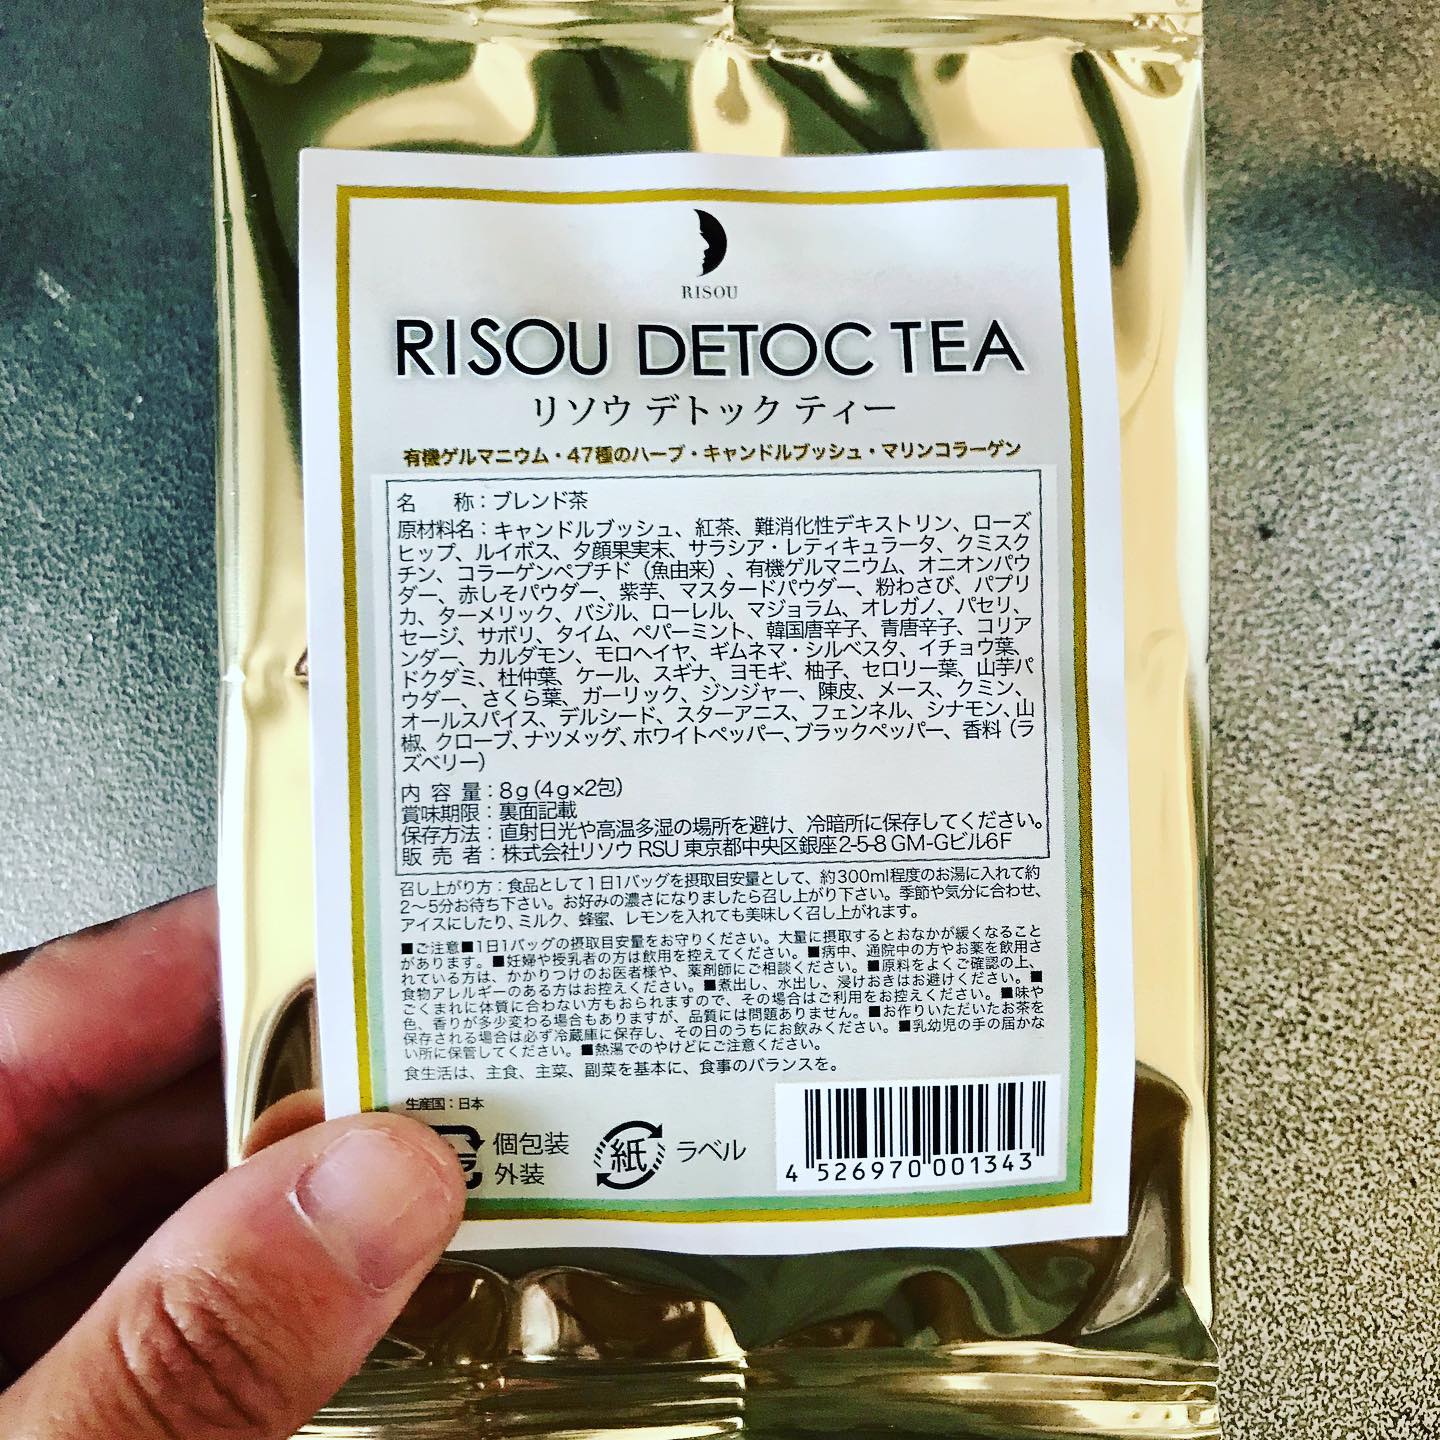 RISOU
RISOU DETOC TEA
リソウ デトック ティー
有機ゲルマニウム・47種のハーブ・キャンドルブッシュ・マリンコラーゲン
名 称：ブレンド茶
原材料名：キャンドルブッシュ、紅茶、難消化性デキストリン、ローズ
ヒップ、ルイボス、夕顔果実末、サラシア・レティキュラータ、クミスク
チン、コラーゲンペプチド（魚由来）、有機ゲルマニウム、オニオンパウ
ダー、赤しそパウダー、紫芋、マスタードパウダー、粉わさび、パプリ
カ、ターメリック、バジル、ローレル、マジョラム、オレガノ、パセリ、
セージ、サボリ、タイム、ペパーミント、韓国唐辛子、青唐辛子、コリア
ンダー、カルダモン、モロヘイヤ、ギムネマ・シルベスタ、イチョウ葉、
ドクダミ、杜仲葉、ケール、スギナ、ヨモギ、柚子、セロリー葉、山芋パ
ウダー、さくら葉、ガーリック、ジンジャー、陳皮、メース、クミン、
オールスパイス、デルシード、スターアニス、フェンネル、シナモン、山
椒、クローブ、ナツメッグ、ホワイトペッパー、ブラックペッパー、香料（ラ
ズベリー）
内 容 量：8g（4g×2包）
賞味期限：裏面記載
保存方法：直射日光や高温多湿の場所を避け、冷暗所に保存してください。
販 売 者：株式会社リソウ RSU 東京都中央区銀座2-5-8 GM-Gビル6F
召し上がり方：食品として1日1バッグを摂取目安量として、約300ml程度のお湯に入れて約
2〜5分お待ち下さい。お好みの濃さになりましたら召し上がり下さい。季節や気分に合わせ、
アイスにしたり、ミルク、蜂蜜、レモンを入れても美味しく召し上がれます。
■ご注意■1日1バッグの摂取目安量をお守りください。大量に摂取するとおなかが緩くなること
があります。■妊婦や授乳者の方は飲用を控えてください。■病中、通院中の方やお薬を飲用さ
れている方は、かかりつけのお医者様や、薬剤師にご相談ください。■原料をよくご確認の上、
食物アレルギーのある方はお控えください。■煮出し、水出し、浸けおきはお避けください。■
ごくまれに体質に合わない方もおられますので、その場合はご利用をお控えください。■味や
色、香りが多少変わる場合もありますが、品質には問題ありません。■お作りいただいたお茶を
保存される場合は必ず冷蔵庫に保存し、その日のうちにお飲みください。■乳幼児の手の届かな
い所に保管してください。■熱湯でのやけどにご注意ください。
食生活は、主食、主菜、副菜を基本に、食事のバランスを。
生産国：日本
個包装
外装
紙 ラベル
4 526970 001343